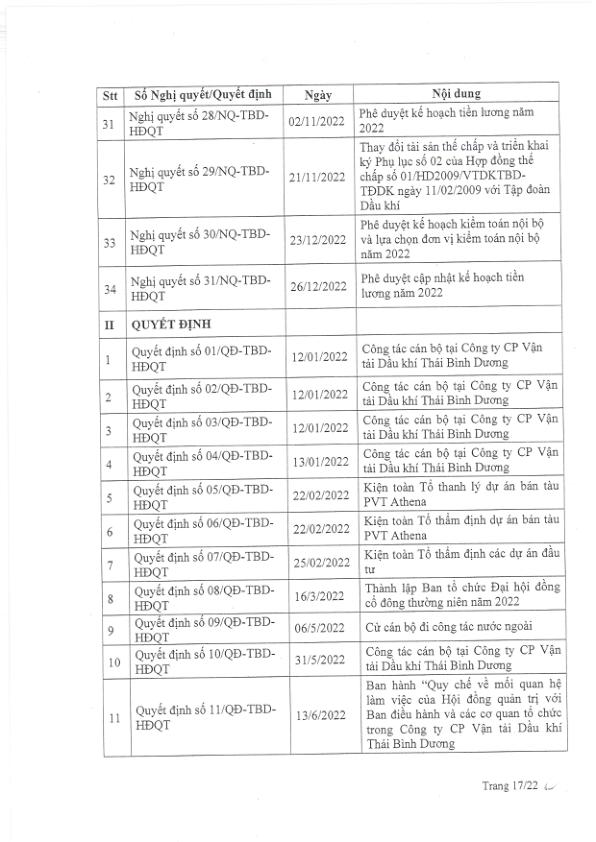 Stt Số Nghị quyết/Quyết định Ngày Nội dung
31 Nghị quyết số 28/NQ-TBD-
HĐQT 02/11/2022 Phê duyệt kế hoạch tiền lương năm
2022
32 Nghị quyết số 29/NQ-TBD-
HĐQT 21/11/2022 Thay đổi tài sản thế chấp và triển khai
ký Phụ lục số 02 của Hợp đồng thế
chấp số 01/HD2009/VTDKTBD-
TĐDK ngày 11/02/2009 với Tập đoàn
Dầu khí
33 Nghị quyết số 30/NQ-TBD-
HĐQT 23/12/2022 Phê duyệt kế hoạch kiểm toán nội bộ
và lựa chọn đơn vị kiểm toán nội bộ
năm 2022
34 Nghị quyết số 31/NQ-TBD-
HĐQT 26/12/2022 Phê duyệt cập nhật kế hoạch tiền
lương năm 2022
II QUYẾT ĐỊNH
1 Quyết định số 01/QĐ-TBD-
HĐQT 12/01/2022 Công tác cán bộ tại Công ty CP Vận
tải Dầu khí Thái Bình Dương
2 Quyết định số 02/QĐ-TBD-
HĐQT 12/01/2022 Công tác cán bộ tại Công ty CP Vận
tải Dầu khí Thái Bình Dương
3 Quyết định số 03/QĐ-TBD-
HĐQT 12/01/2022 Công tác cán bộ tại Công ty CP Vận
tải Dầu khí Thái Bình Dương
4 Quyết định số 04/QĐ-TBD-
HĐQT 13/01/2022 Công tác cán bộ tại Công ty CP Vận
tải Dầu khí Thái Bình Dương
5 Quyết định số 05/QĐ-TBD-
HĐQT 22/02/2022 Kiện toàn Tổ thanh lý dự án bán tàu
PVT Athena
6 Quyết định số 06/QĐ-TBD-
HĐQT 22/02/2022 Kiện toàn Tổ thẩm định dự án bán tàu
PVT Athena
7 Quyết định số 07/QĐ-TBD-
HĐQT 25/02/2022 Kiện toàn Tổ thẩm định các dự án đầu
tư
8 Quyết định số 08/QĐ-TBD-
HĐQT 16/3/2022 Thành lập Ban tổ chức Đại hội đồng
cổ đông thường niên năm 2022
9 Quyết định số 09/QĐ-TBD-
HĐQT 06/5/2022 Cử cán bộ đi công tác nước ngoài
10 Quyết định số 10/QĐ-TBD-
HĐQT 31/5/2022 Công tác cán bộ tại Công ty CP Vận
tải Dầu khí Thái Bình Dương
11 Quyết định số 11/QĐ-TBD-
HĐQT 13/6/2022 Ban hành “Quy chế về mối quan hệ
làm việc của Hội đồng quản trị với
Ban điều hành và các cơ quan tổ chức
trong Công ty CP Vận tải Dầu khí
Thái Bình Dương
Trang 17/22